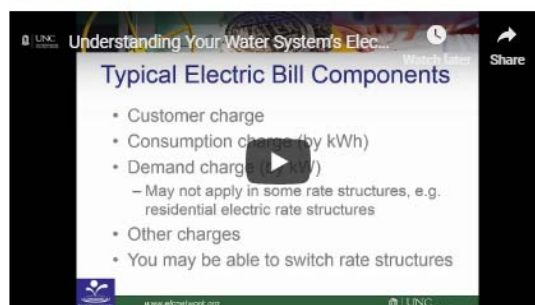 UNC
Understanding Your Water System's Elec...
Watch later
Share
Typical Electric Bill Components
• Customer charge
• Consumption charge (by kWh)
• Demand charge (by kW)
– May not apply in some rate structures, e.g.
residential electric rate structures
• Other charges
• You may be able to switch rate structures
UNC